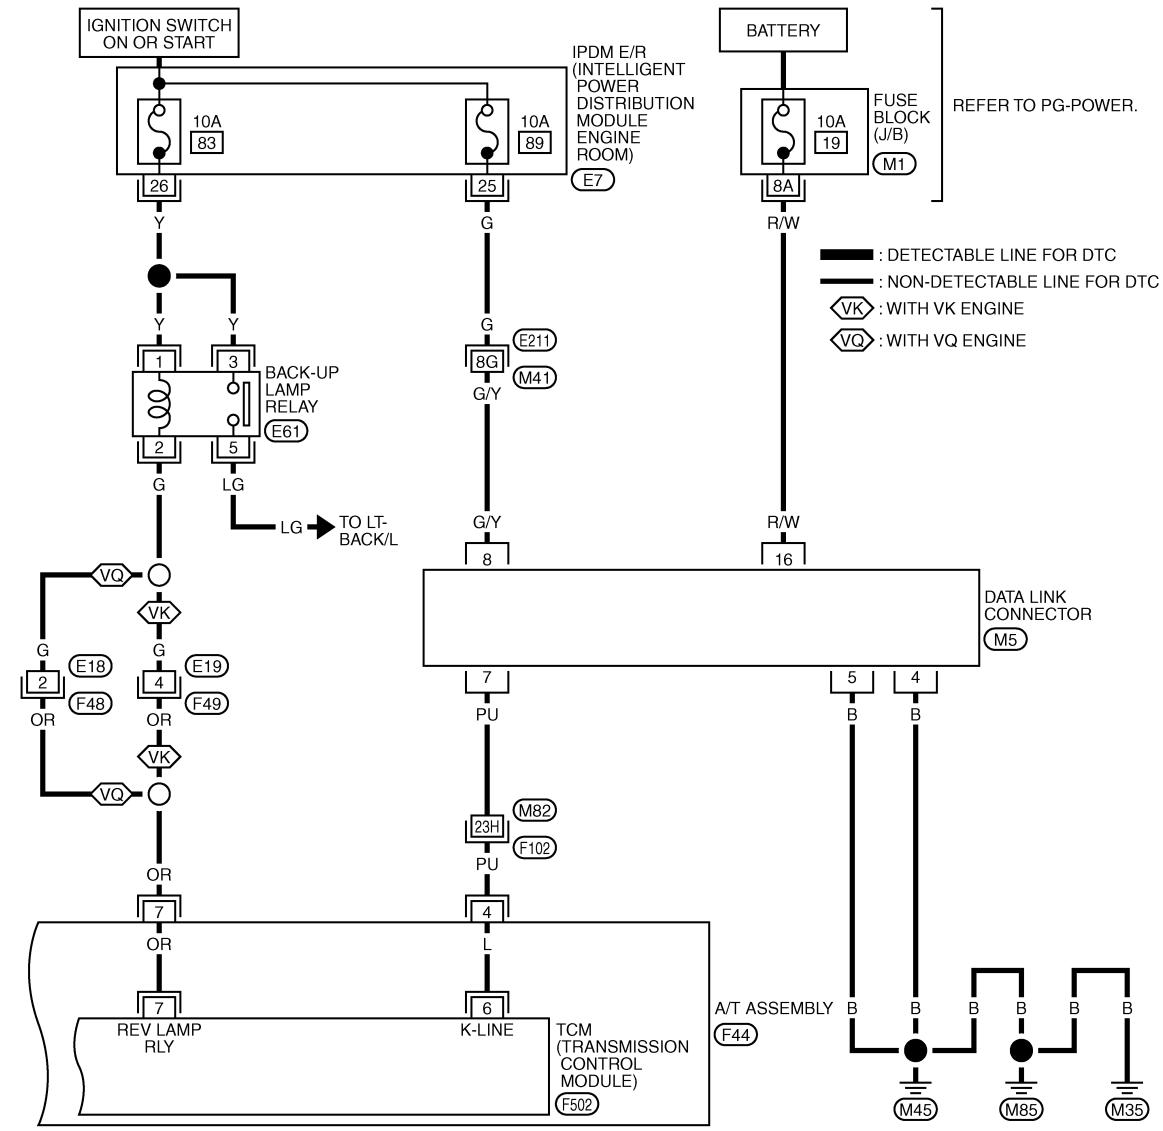 IGNITION SWITCH
ON OR START
BATTERY
IPDM E/R
(INTELLIGENT
POWER
DISTRIBUTION
MODULE
ENGINE
ROOM)
E7
10A
83
10A
89
10A
19
FUSE
BLOCK
(J/B)
M1
REFER TO PG-POWER.
26
25
8A
Y
G
R/W
: DETECTABLE LINE FOR DTC
: NON-DETECTABLE LINE FOR DTC
VK : WITH VK ENGINE
VQ : WITH VQ ENGINE
Y
Y
G
E211
1
3
8G
M41
BACK-UP
LAMP
RELAY
E61
G/Y
2
5
G
LG
LG
TO LT-
BACK/L
G/Y
R/W
8
16
VQ
VK
DATA LINK
CONNECTOR
M5
G
G
E18
E19
2
4
F48
F49
OR
OR
7
5
4
PU
B
B
VK
VQ
M82
23H
F102
PU
OR
7
4
OR
L
7
6
REV LAMP
RLY
K-LINE
TCM
(TRANSMISSION
CONTROL
MODULE)
F502
A/T ASSEMBLY
F44
B
B
B
B
B
B
M45
M85
M35